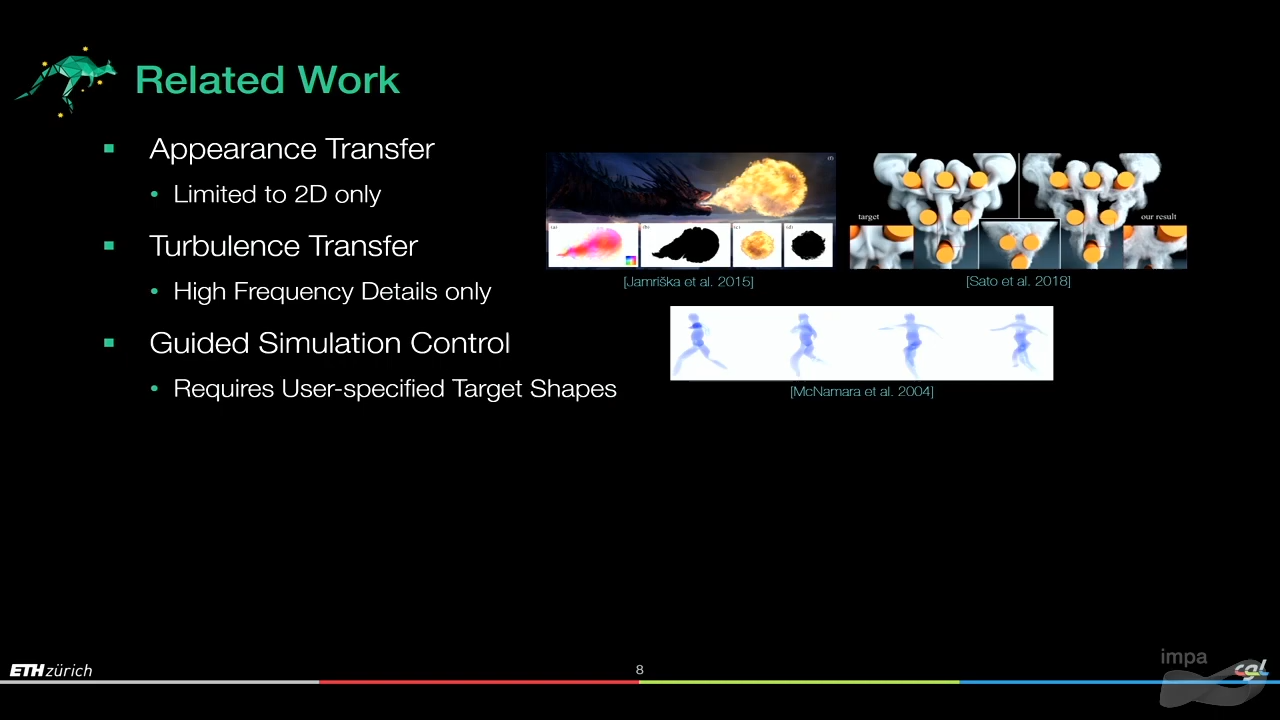 Related Work
Appearance Transfer
Limited to 2D only
Turbulence Transfer
High Frequency Details only
Guided Simulation Control
Requires User-specified Target Shapes
(f)
(a)
(b)
(c)
(d)
[Jamriška et al. 2015]
target
our result
[Sato et al. 2018]
[McNamara et al. 2004]
ETH zürich
8
impa
cgl